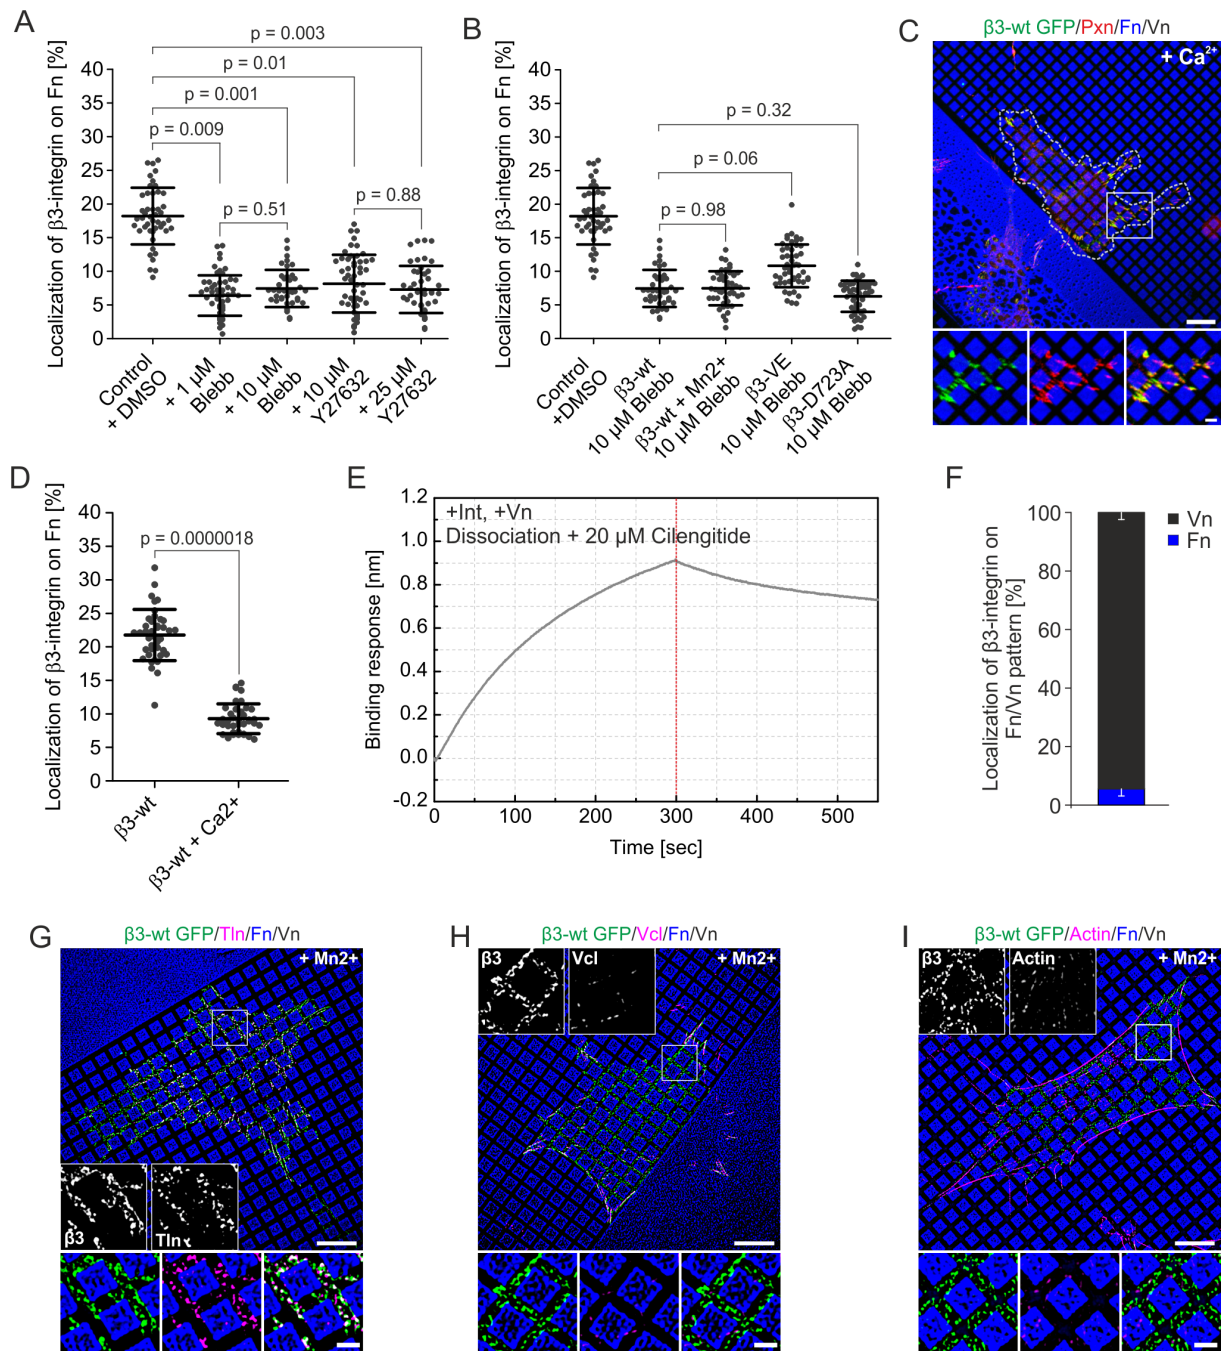 A
Localization of β3-integrin on Fn [%]
p = 0.003
p = 0.01
p = 0.001
p = 0.009
p = 0.51
p = 0.88
40
35
30
25
20
15
10
5
0
Control
+ DMSO
+ 1 µM
Blebb
+ 10 µM
Blebb
+ 10 µM
Y27632
+ 25 µM
Y27632
B
Localization of β3-integrin on Fn [%]
p = 0.32
p = 0.06
p = 0.98
40
35
30
25
20
15
10
5
0
Control
+DMSO
β3-wt
10 µM Blebb
β3-wt + Mn2+
10 µM Blebb
β3-VE
10 µM Blebb
β3-D723A
10 µM Blebb
C
β3-wt GFP/Pxn/Fn/Vn
+ Ca2+
D
Localization of β3-integrin on Fn [%]
p = 0.0000018
40
35
30
25
20
15
10
5
0
β3-wt
β3-wt + Ca2+
E
Binding response [nm]
+Int, +Vn
Dissociation + 20 µM Cilengitide
1.2
1.0
0.8
0.6
0.4
0.2
0.0
-0.2
0 100 200 300 400 500
Time [sec]
F
Localization of β3-integrin on
Fn/Vn pattern [%]
100
80
60
40
20
0
Vn
Fn
G
β3-wt GFP/Tln/Fn/Vn
+ Mn2+
β3
Tln
H
β3-wt GFP/Vcl/Fn/Vn
β3
Vcl
+ Mn2+
I
β3-wt GFP/Actin/Fn/Vn
β3
Actin
+ Mn2+